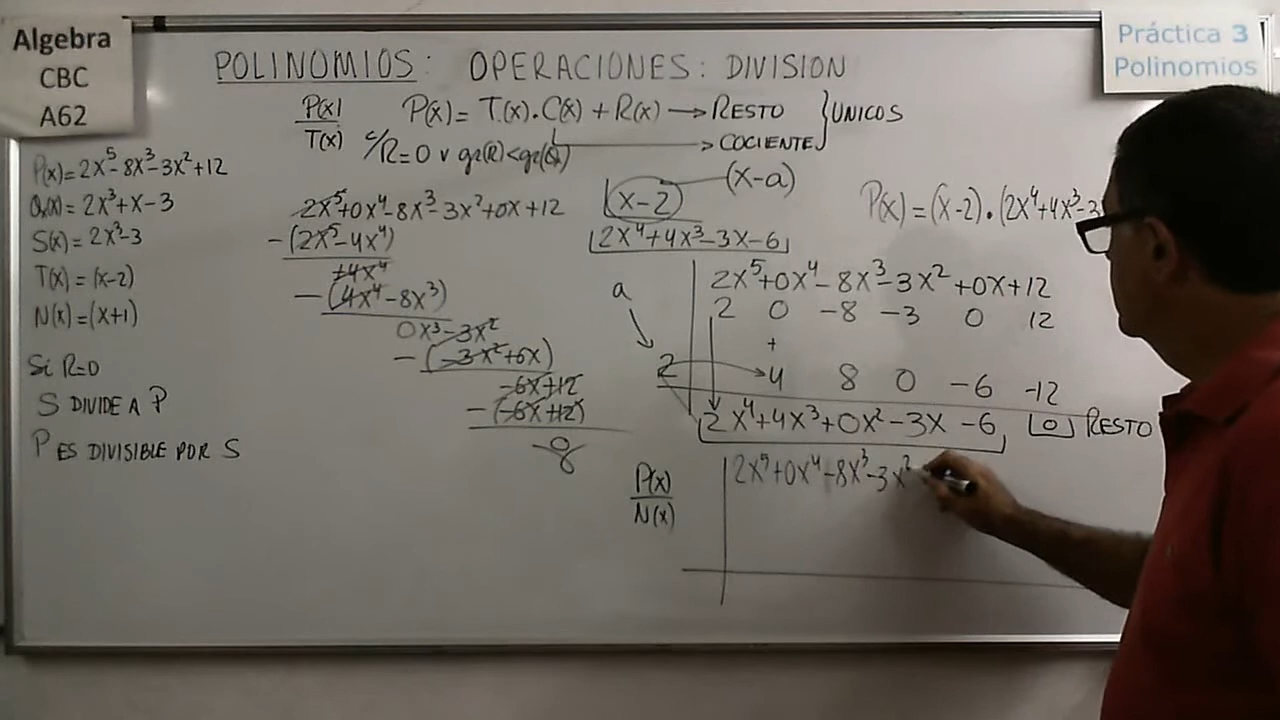 Algebra
CBC
A62
Práctica 3
Polinomios
POLINOMIOS: OPERACIONES: DIVISION
P(x)/T(x) P(x)= T(x).C(x) + R(x) → RESTO } UNICOS
→ COCIENTE
c/R=0 v gr(R)<gr(Q)
P(x)=2x⁵-8x³-3x²+12
Q(x)=2x³+x-3
S(x)=2x³-3
T(x)=(x-2)
N(x)=(x+1)
Si R=0
S DIVIDE A P
P ES DIVISIBLE POR S
2x⁵+0x⁴-8x³-3x²+0x+12
(x-2) (x-a)
2x⁴+4x³-3x-6
-(2x⁵-4x⁴)
+4x⁴
-(4x⁴-8x³)
0x³-3x²
-(-3x²+6x)
-6x+12
-(-6x+12)
0
P(x)=(x-2).(2x⁴+4x³-3
2x⁵+0x⁴-8x³-3x²+0x+12
a 2 0 -8 -3 0 12
+
2 4 8 0 -6 -12
2x⁴+4x³+0x²-3x-6 0 RESTO
P(x)/N(x) 2x⁵+0x⁴-8x³-3x²